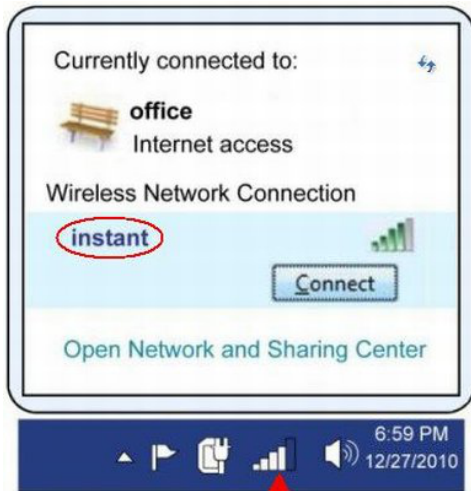 Currently connected to:
office
Internet access
Wireless Network Connection
instant
Connect
Open Network and Sharing Center
6:59 PM
12/27/2010